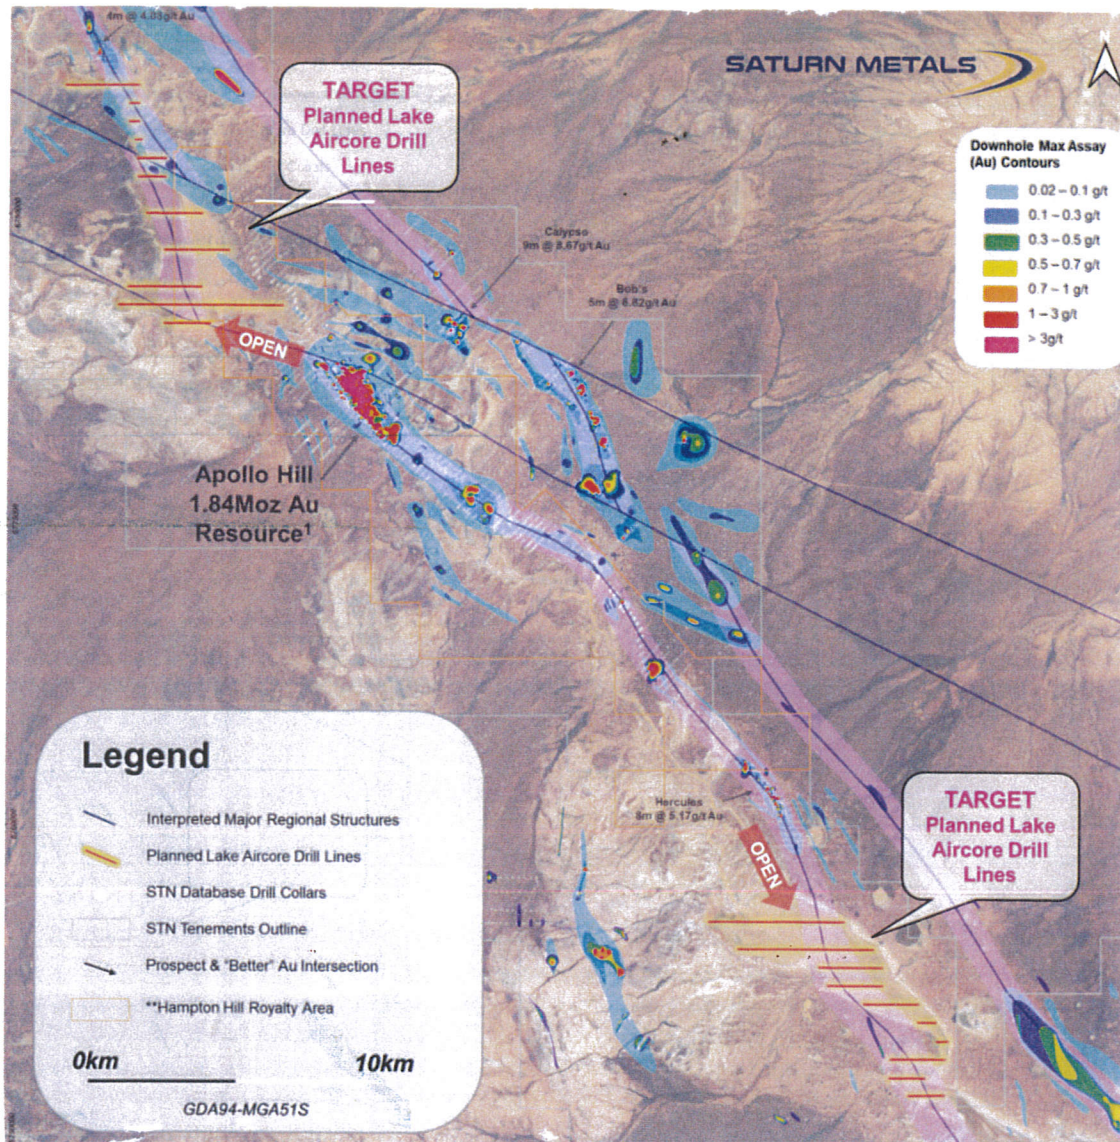 4m @ 4.08g/t Au
SATURN METALS
N
TARGET
Planned Lake
Aircore Drill
Lines
Downhole Max Assay
(Au) Contours
0.02 – 0.1 g/t
0.1 – 0.3 g/t
0.3 – 0.5 g/t
0.5 – 0.7 g/t
0.7 – 1 g/t
1 – 3 g/t
> 3g/t
Calypso
9m @ 8.67g/t Au
Bob's
5m @ 6.82g/t Au
OPEN
Apollo Hill
1.84Moz Au
Resource¹
Hercules
8m @ 5.17g/t Au
OPEN
TARGET
Planned Lake
Aircore Drill
Lines
Legend
Interpreted Major Regional Structures
Planned Lake Aircore Drill Lines
STN Database Drill Collars
STN Tenements Outline
Prospect & "Better" Au Intersection
**Hampton Hill Royalty Area
0km 10km
GDA94-MGA51S